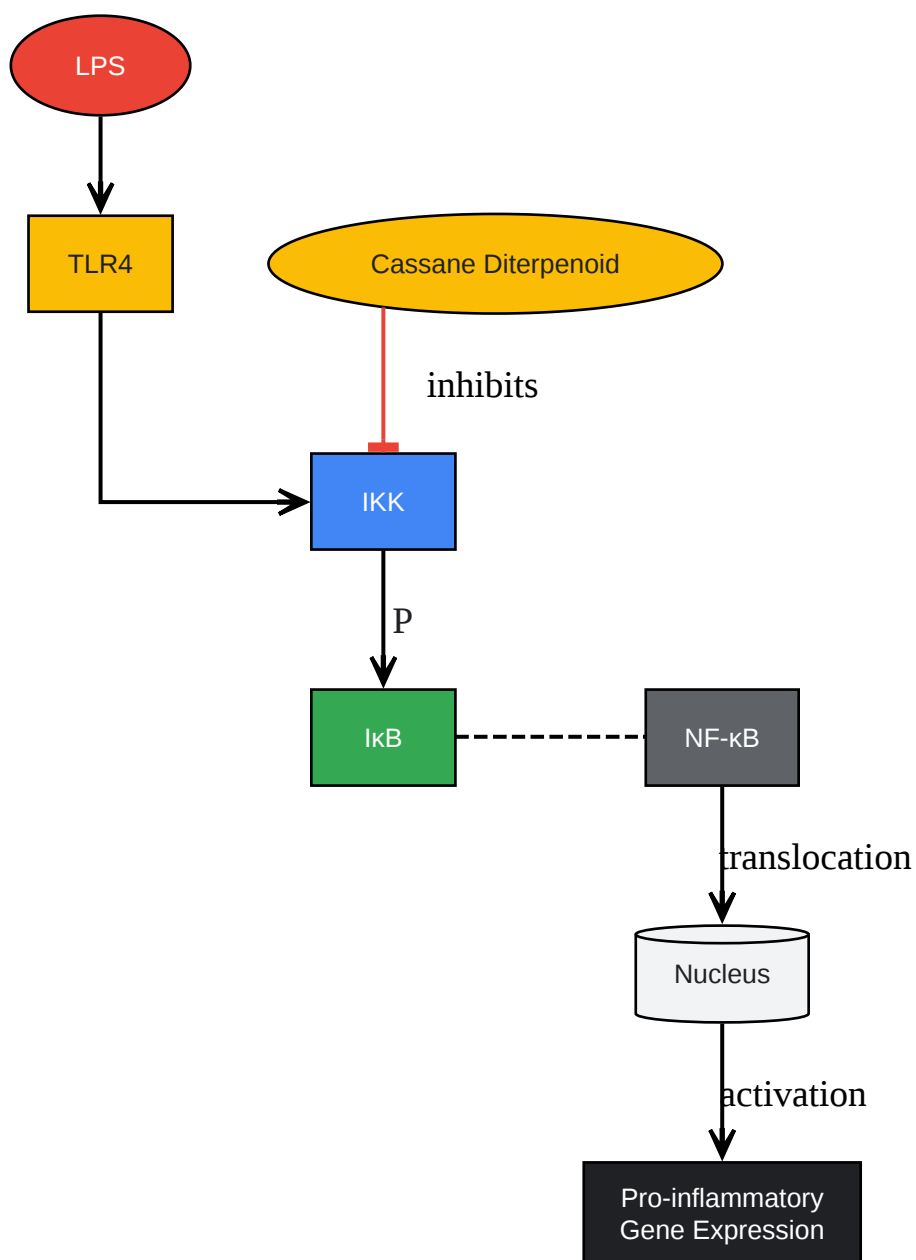 LPS
TLR4
Cassane Diterpenoid
inhibits
IKK
P
IκB
NF-κB
translocation
Nucleus
activation
Pro-inflammatory
Gene Expression